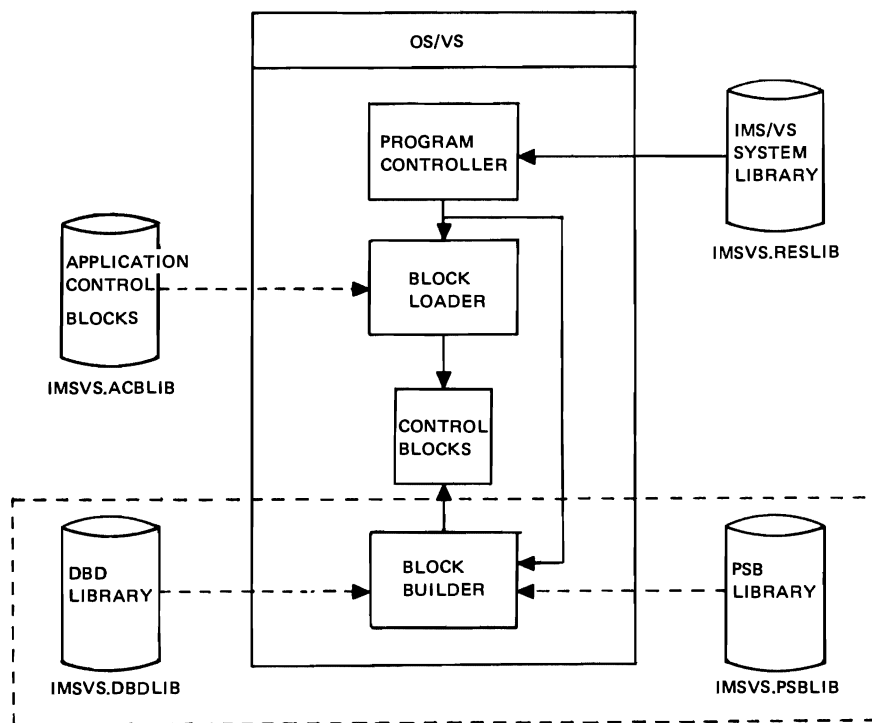 OS/VS
PROGRAM
CONTROLLER
IMS/VS
SYSTEM
LIBRARY
IMSVS.RESLIB
APPLICATION
CONTROL
BLOCKS
IMSVS.ACBLIB
BLOCK
LOADER
CONTROL
BLOCKS
DBD
LIBRARY
IMSVS.DBDLIB
BLOCK
BUILDER
PSB
LIBRARY
IMSVS.PSBLIB